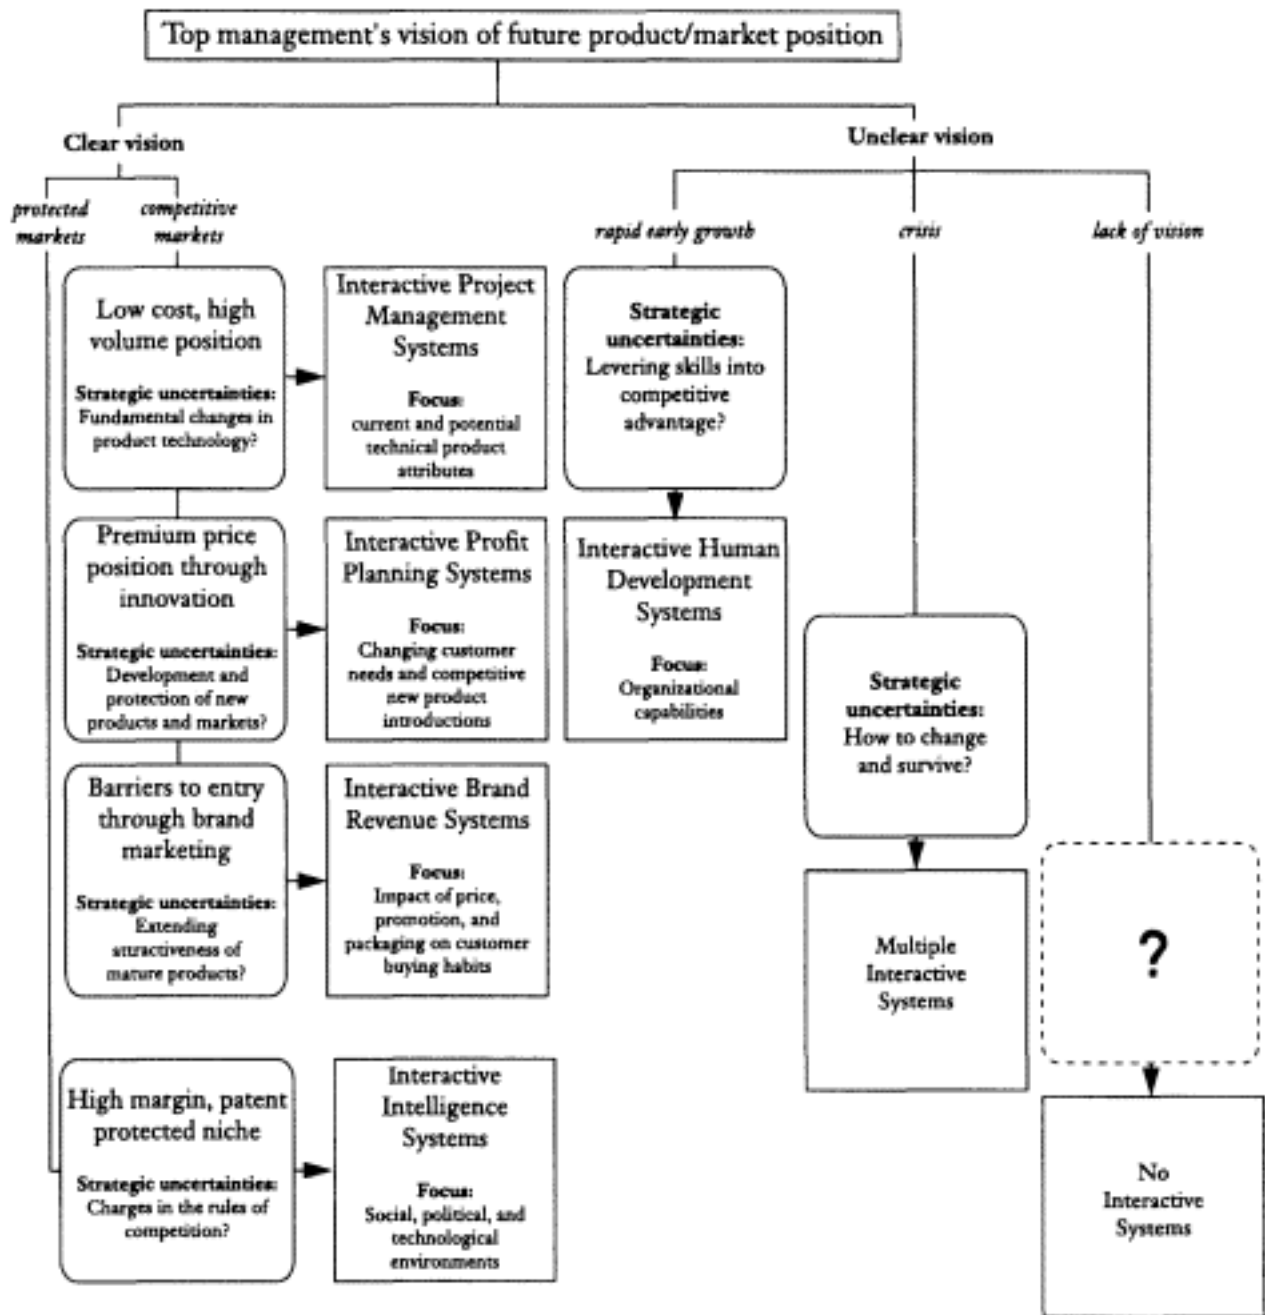 Top management's vision of future product/market position
Clear vision
Unclear vision
protected
markets
competitive
markets
rapid early growth
crisis
lack of vision
Low cost, high
volume position
Strategic uncertainties:
Fundamental changes in
product technology?
Interactive Project
Management
Systems
Focus:
current and potential
technical product
attributes
Strategic
uncertainties:
Levering skills into
competitive
advantage?
Premium price
position through
innovation
Strategic uncertainties:
Development and
protection of new
products and markets?
Interactive Profit
Planning Systems
Focus:
Changing customer
needs and competitive
new product
introductions
Interactive Human
Development
Systems
Focus:
Organizational
capabilities
Strategic
uncertainties:
How to change
and survive?
Barriers to entry
through brand
marketing
Strategic uncertainties:
Extending
attractiveness of
mature products?
Interactive Brand
Revenue Systems
Focus:
Impact of price,
promotion, and
packaging on customer
buying habits
Multiple
Interactive
Systems
?
High margin, patent
protected niche
Strategic uncertainties:
Charges in the rules of
competition?
Interactive
Intelligence
Systems
Focus:
Social, political, and
technological
environments
No
Interactive
Systems